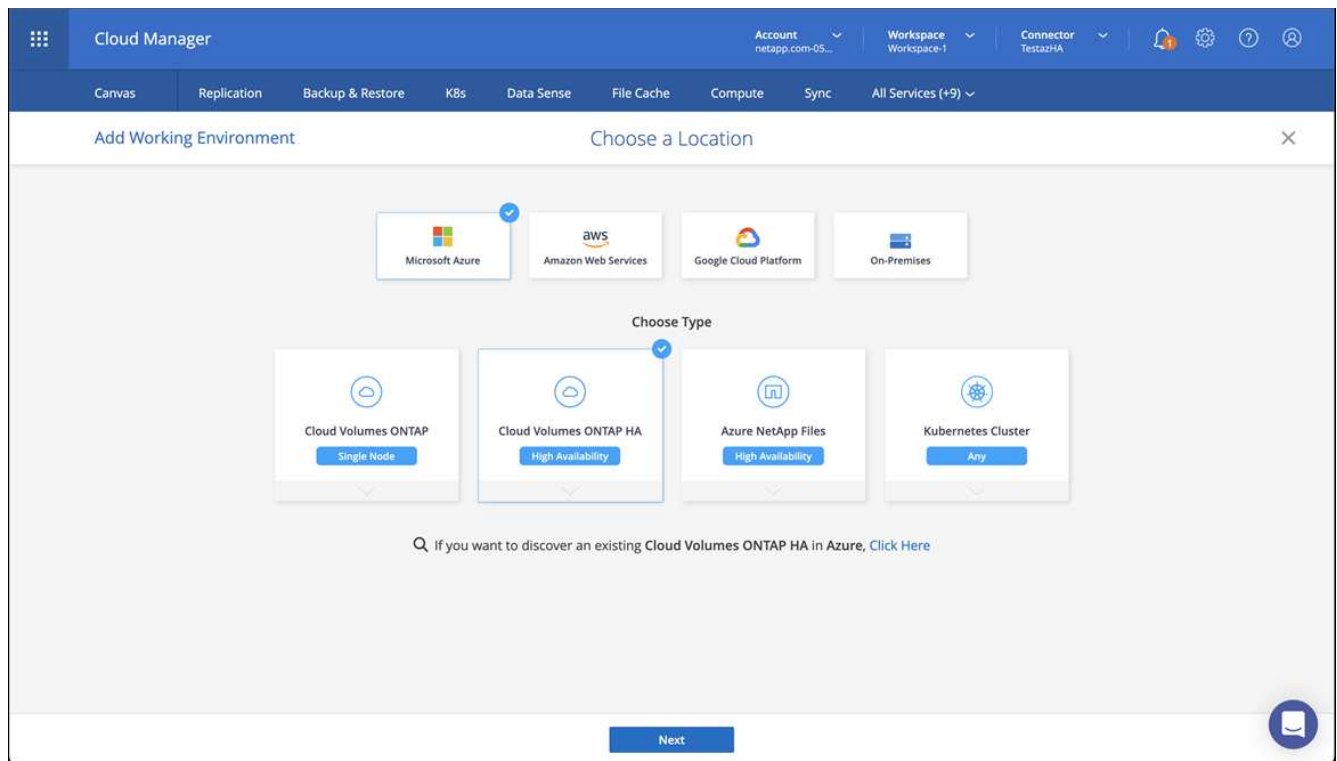 Cloud Manager
Account
netapp.com-05...
Workspace
Workspace-1
Connector
TestazHA
1
Canvas Replication Backup & Restore K8s Data Sense File Cache Compute Sync All Services (+9)
Add Working Environment
Choose a Location
Microsoft Azure
aws
Amazon Web Services
Google Cloud Platform
On-Premises
Choose Type
Cloud Volumes ONTAP
Single Node
Cloud Volumes ONTAP HA
High Availability
Azure NetApp Files
High Availability
Kubernetes Cluster
Any
If you want to discover an existing Cloud Volumes ONTAP HA in Azure, Click Here
Next